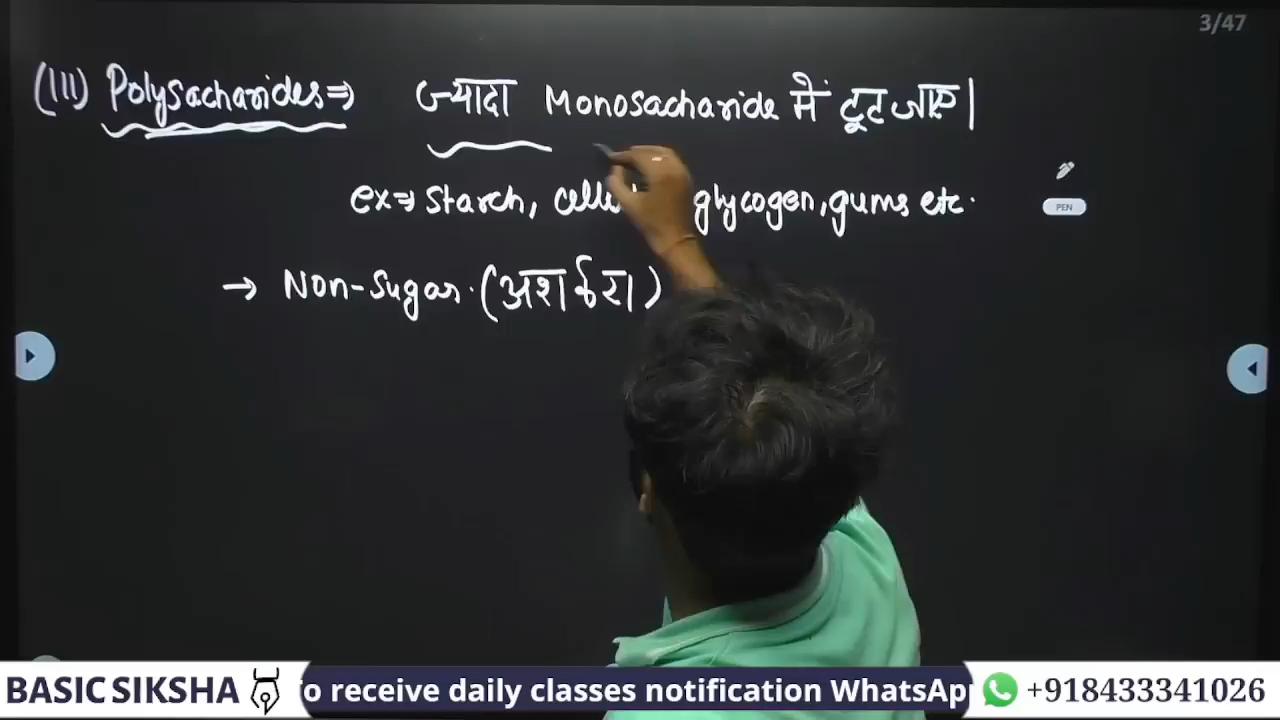 3/47
(III) Polysacharides⇒ ज्यादा Monosacharide में टूट जाए।
ex⇒ Starch, glycogen, gums etc.
→ Non-Sugar. (अशर्करा)
PEN
BASIC SIKSHA o receive daily classes notification WhatsAp +918433341026